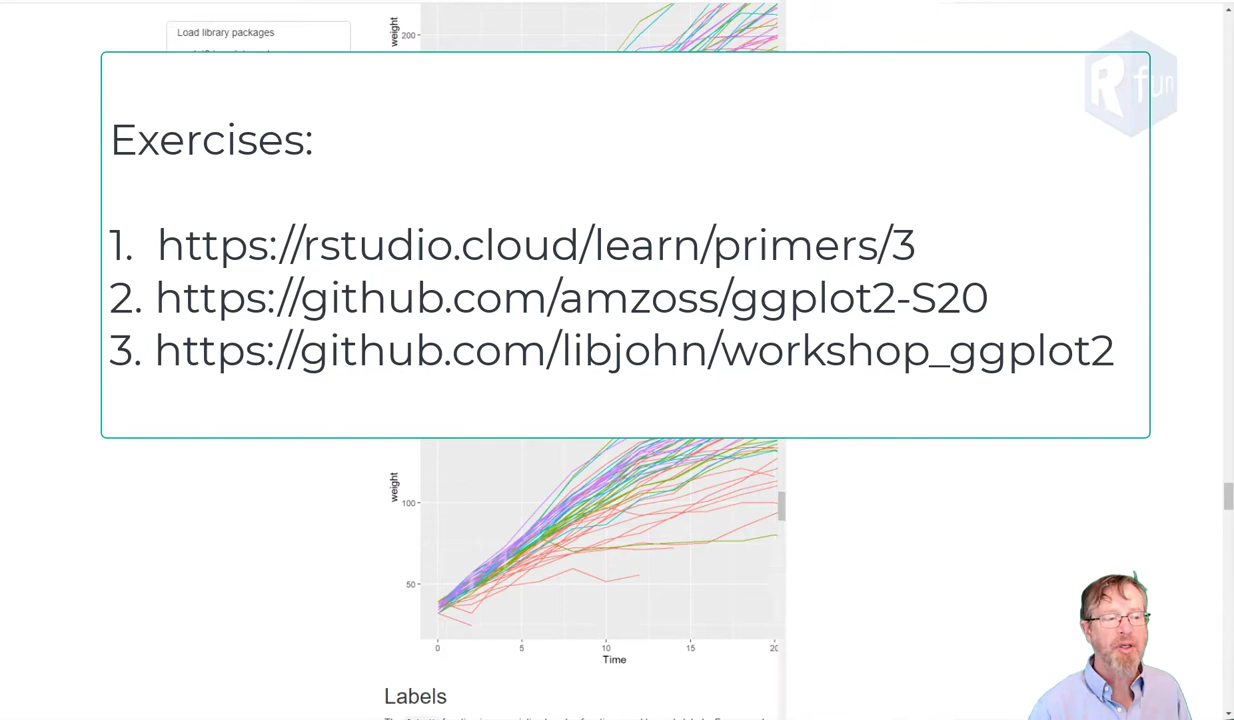 Load library packages
weight
200
R fun
Exercises:
1. https://rstudio.cloud/learn/primers/3
2. https://github.com/amzoss/ggplot2-S20
3. https://github.com/libjohn/workshop_ggplot2
weight
100
50
0 5 10 15 20
Time
Labels